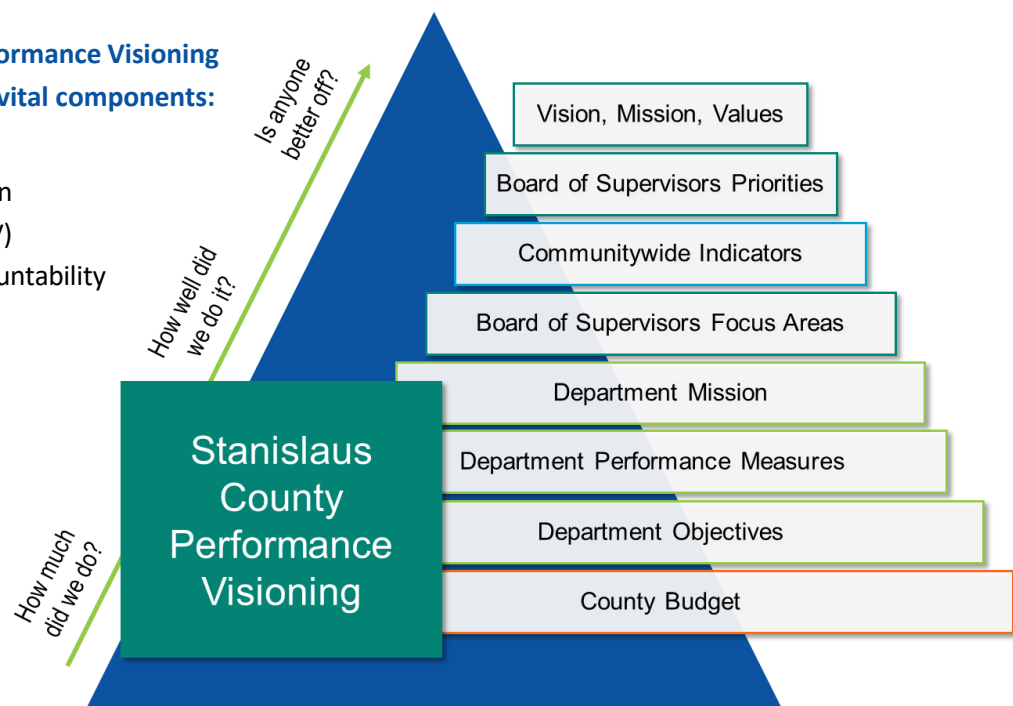 ormance Visioning
vital components:
n
)
untability
Is anyone
better off?
How well did
we do it?
How much
did we do?
Stanislaus
County
Performance
Visioning
Vision, Mission, Values
Board of Supervisors Priorities
Communitywide Indicators
Board of Supervisors Focus Areas
Department Mission
Department Performance Measures
Department Objectives
County Budget